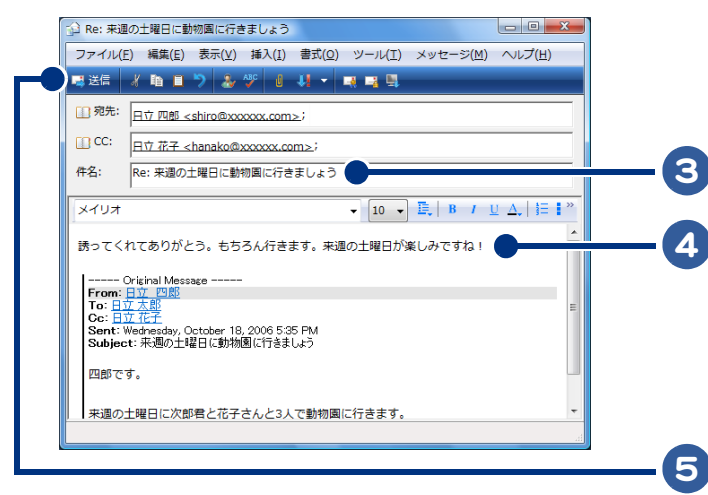 Re: 来週の土曜日に動物園に行きましょう
ファイル(F) 編集(E) 表示(V) 挿入(I) 書式(O) ツール(T) メッセージ(M) ヘルプ(H)
送信
宛先: 日立 四郎 <shiro@xxxxxx.com>;
CC: 日立 花子 <hanako@xxxxxx.com>;
件名: Re: 来週の土曜日に動物園に行きましょう
3
メイリオ 10 B I U A
誘ってくれてありがとう。もちろん行きます。来週の土曜日が楽しみですね！
4
----- Original Message -----
From: 日立 四郎
To: 日立 太郎
Cc: 日立 花子
Sent: Wednesday, October 18, 2006 5:35 PM
Subject: 来週の土曜日に動物園に行きましょう
四郎です。
来週の土曜日に次郎君と花子さんと3人で動物園に行きます。
5